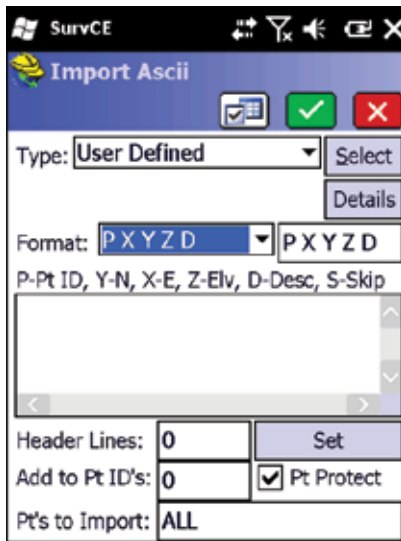 SurvCE
Import Ascii
Type: User Defined Select
Details
Format: P X Y Z D P X Y Z D
P-Pt ID, Y-N, X-E, Z-Elv, D-Desc, S-Skip
Header Lines: 0 Set
Add to Pt ID's: 0 Pt Protect
Pt's to Import: ALL